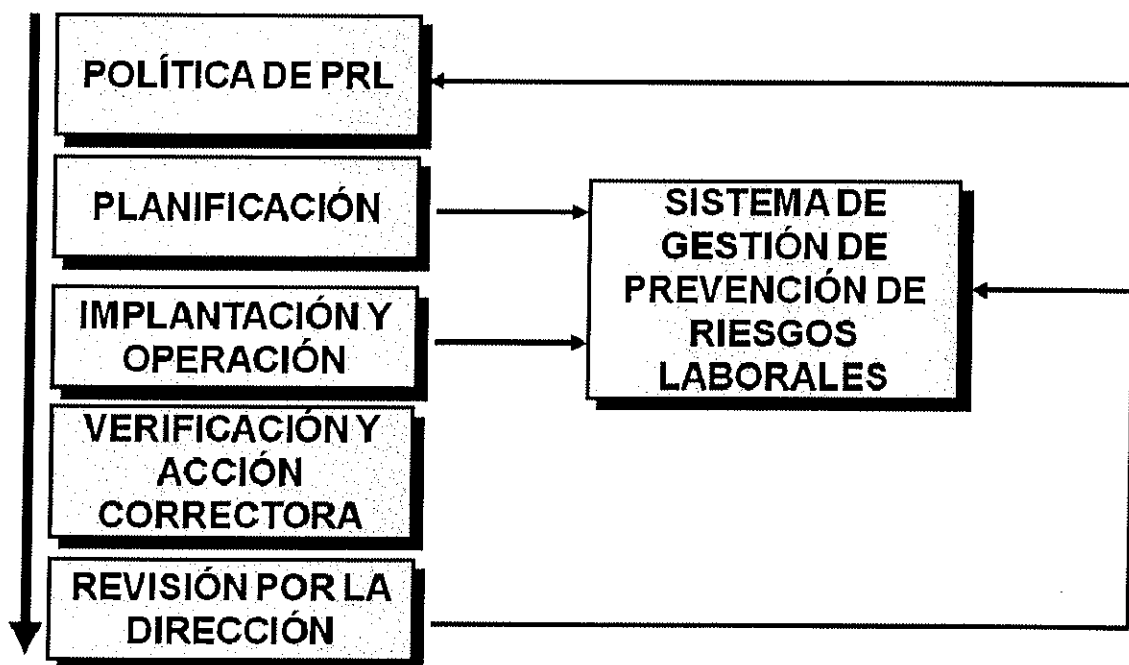 POLÍTICA DE PRL
PLANIFICACIÓN
IMPLANTACIÓN Y
OPERACIÓN
VERIFICACIÓN Y
ACCIÓN
CORRECTORA
REVISIÓN POR LA
DIRECCIÓN
SISTEMA DE
GESTIÓN DE
PREVENCIÓN DE
RIESGOS
LABORALES